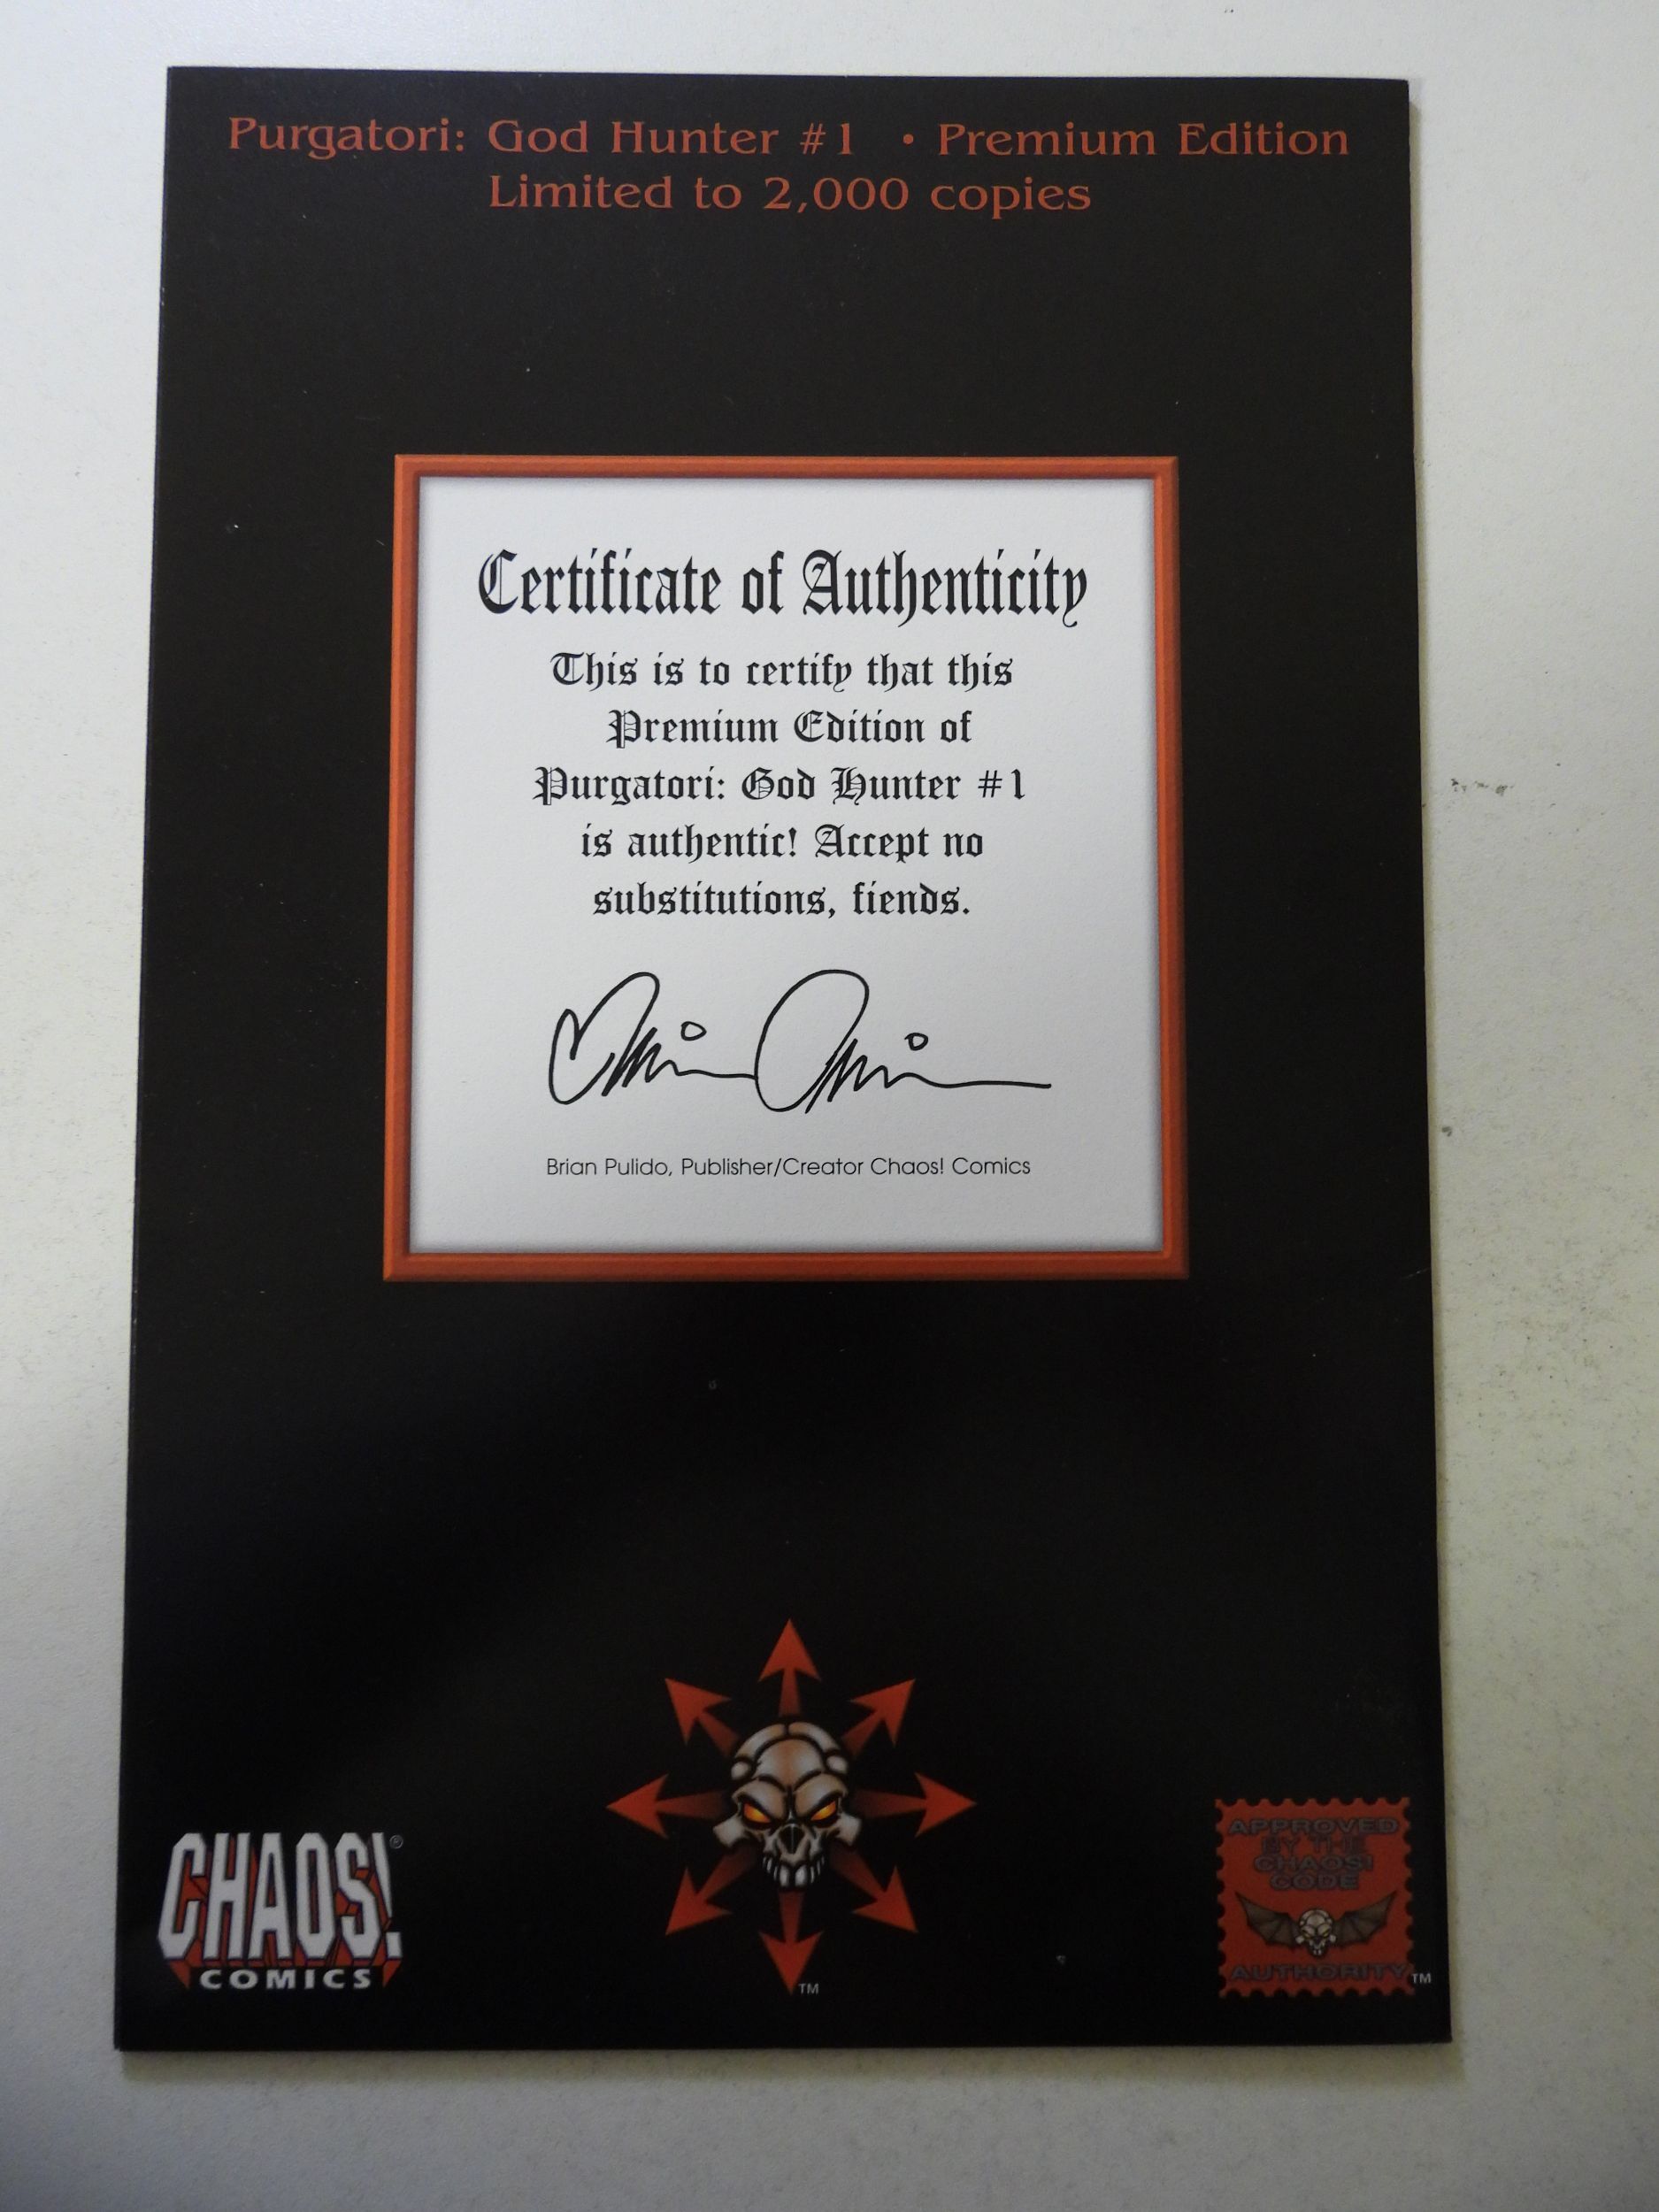 Purgatori: God Hunter #1 • Premium Edition
Limited to 2,000 copies
Certificate of Authenticity
This is to certify that this
Premium Edition of
Purgatori: God Hunter #1
is authentic! Accept no
substitutions, fiends.
Brian Pulido, Publisher/Creator Chaos! Comics
CHAOS!®
COMICS
TM
APPROVED
BY THE
CHAOS!
CODE
AUTHORITY TM